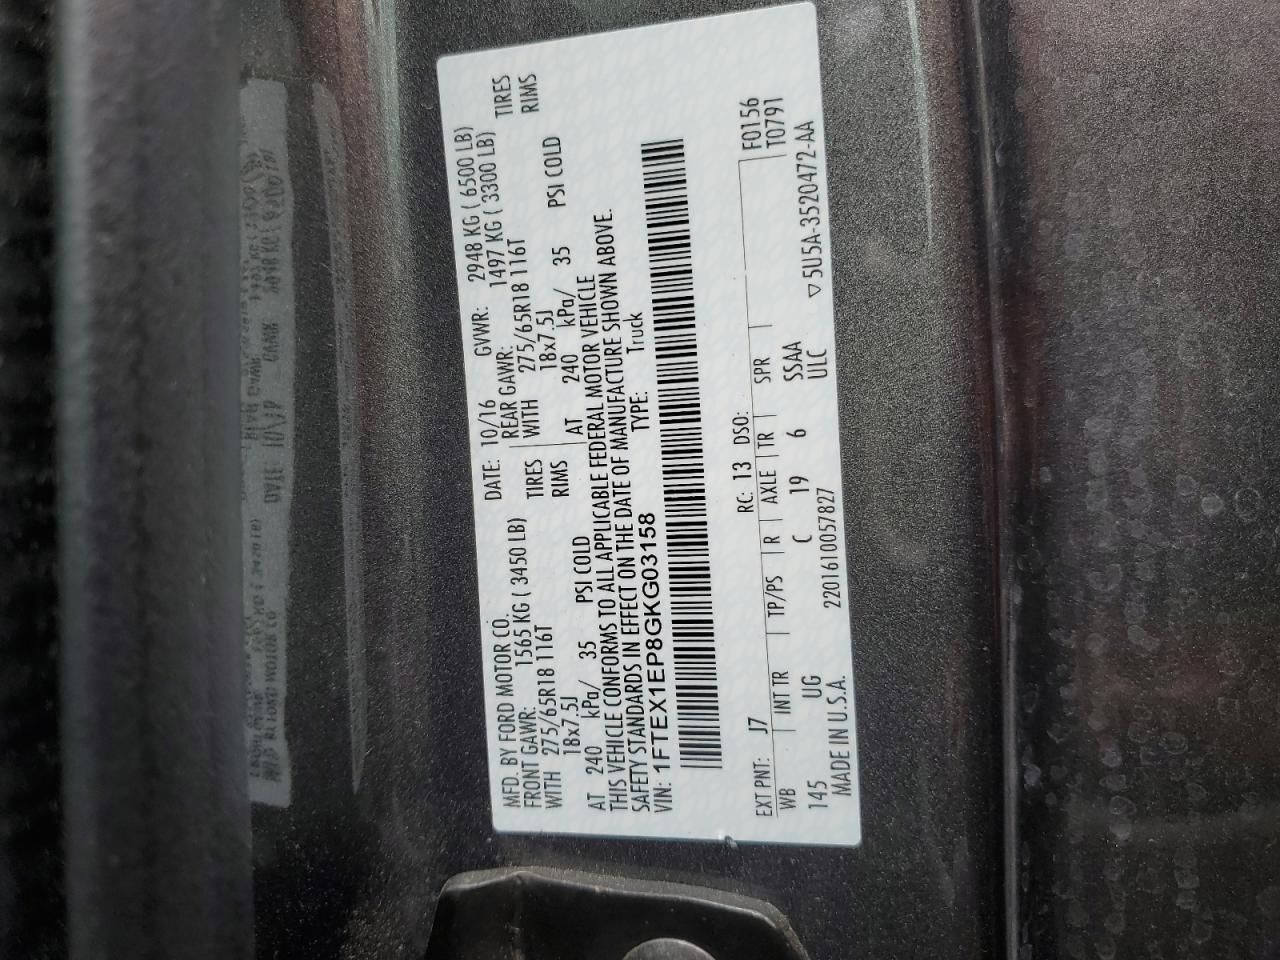 MFD. BY FORD MOTOR CO.
DATE: 10/16 GVWR: 2948 KG ( 6500 LB)
FRONT GAWR: 1565 KG ( 3450 LB) REAR GAWR: 1497 KG ( 3300 LB)
WITH 275/65R18 116T TIRES WITH 275/65R18 116T TIRES
18x7.5J RIMS 18x7.5J RIMS
AT 240 kPa/ 35 PSI COLD AT 240 kPa/ 35 PSI COLD
THIS VEHICLE CONFORMS TO ALL APPLICABLE FEDERAL MOTOR VEHICLE
SAFETY STANDARDS IN EFFECT ON THE DATE OF MANUFACTURE SHOWN ABOVE.
VIN: 1FTEX1EP8GKG03158 TYPE: Truck
EXT PNT: J7 RC: 13 DSO: F0156
T0791
WB INT TR TP/PS R AXLE TR SPR
145 UG C 19 6 SSAA
ULC
MADE IN U.S.A. 2201610057827 ▽5U5A-3520472-AA